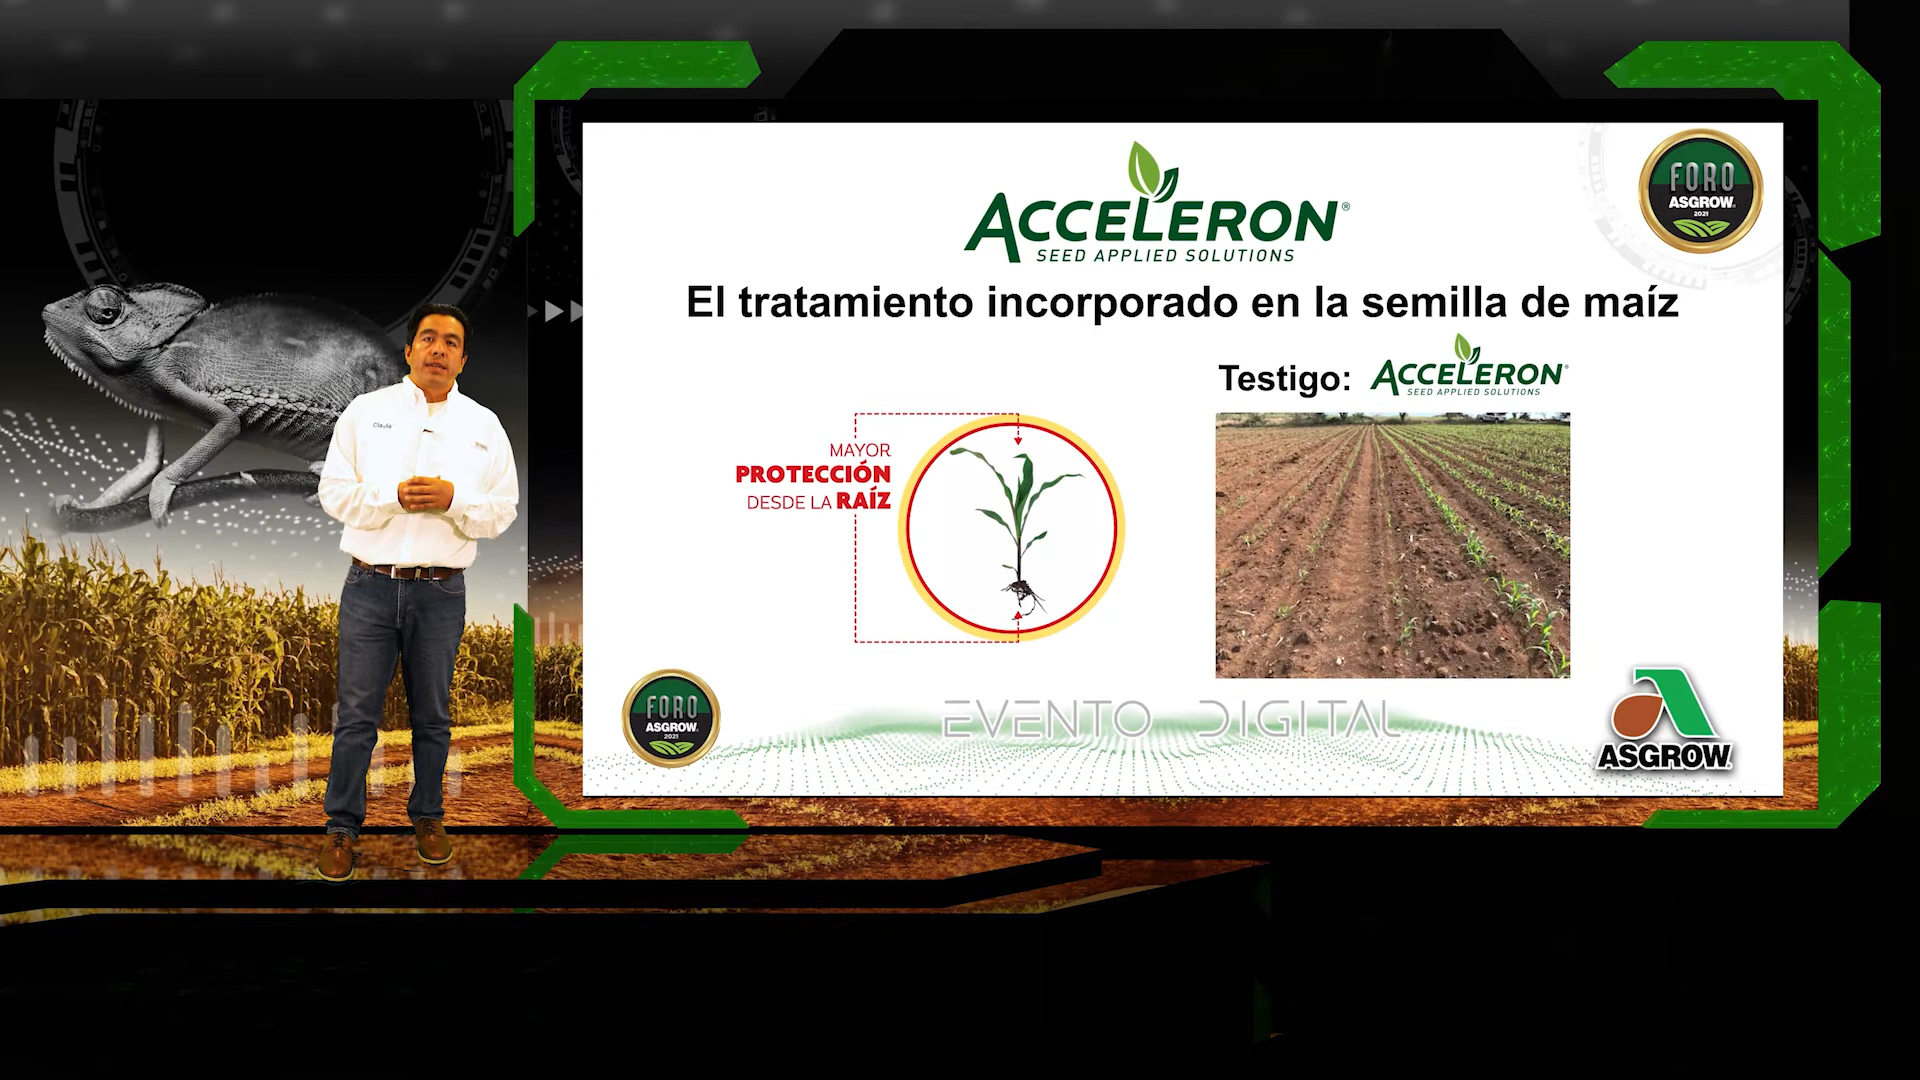 ACCELERON®
SEED APPLIED SOLUTIONS
FORO
ASGROW
2021
El tratamiento incorporado en la semilla de maíz
Testigo:
ACCELERON®
SEED APPLIED SOLUTIONS
MAYOR
PROTECCIÓN
DESDE LA RAÍZ
FORO
ASGROW
2021
EVENTO DIGITAL
ASGROW